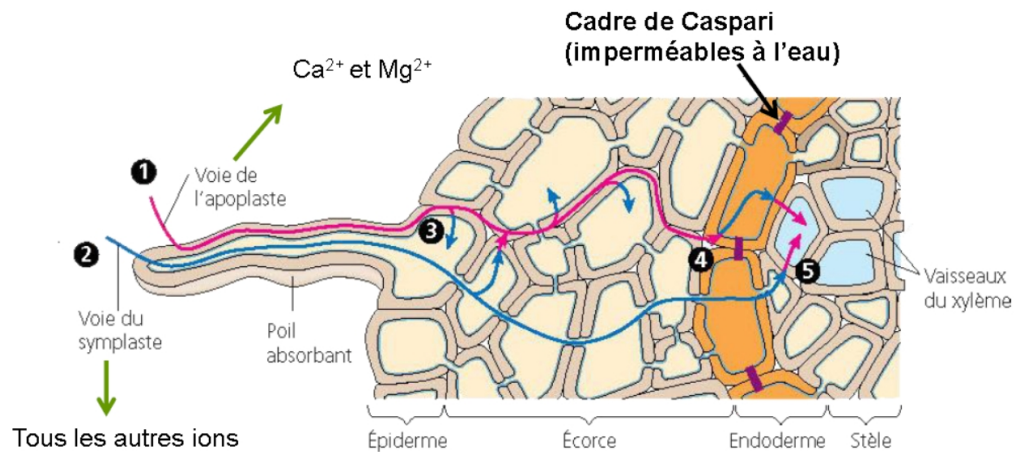 Cadre de Caspari
(imperméables à l'eau)
Ca²⁺ et Mg²⁺
1
Voie de
l'apoplaste
2
3
4
5
Voie du
symplaste
Poil
absorbant
Vaisseaux
du xylème
Tous les autres ions
Épiderme
Écorce
Endoderme
Stèle